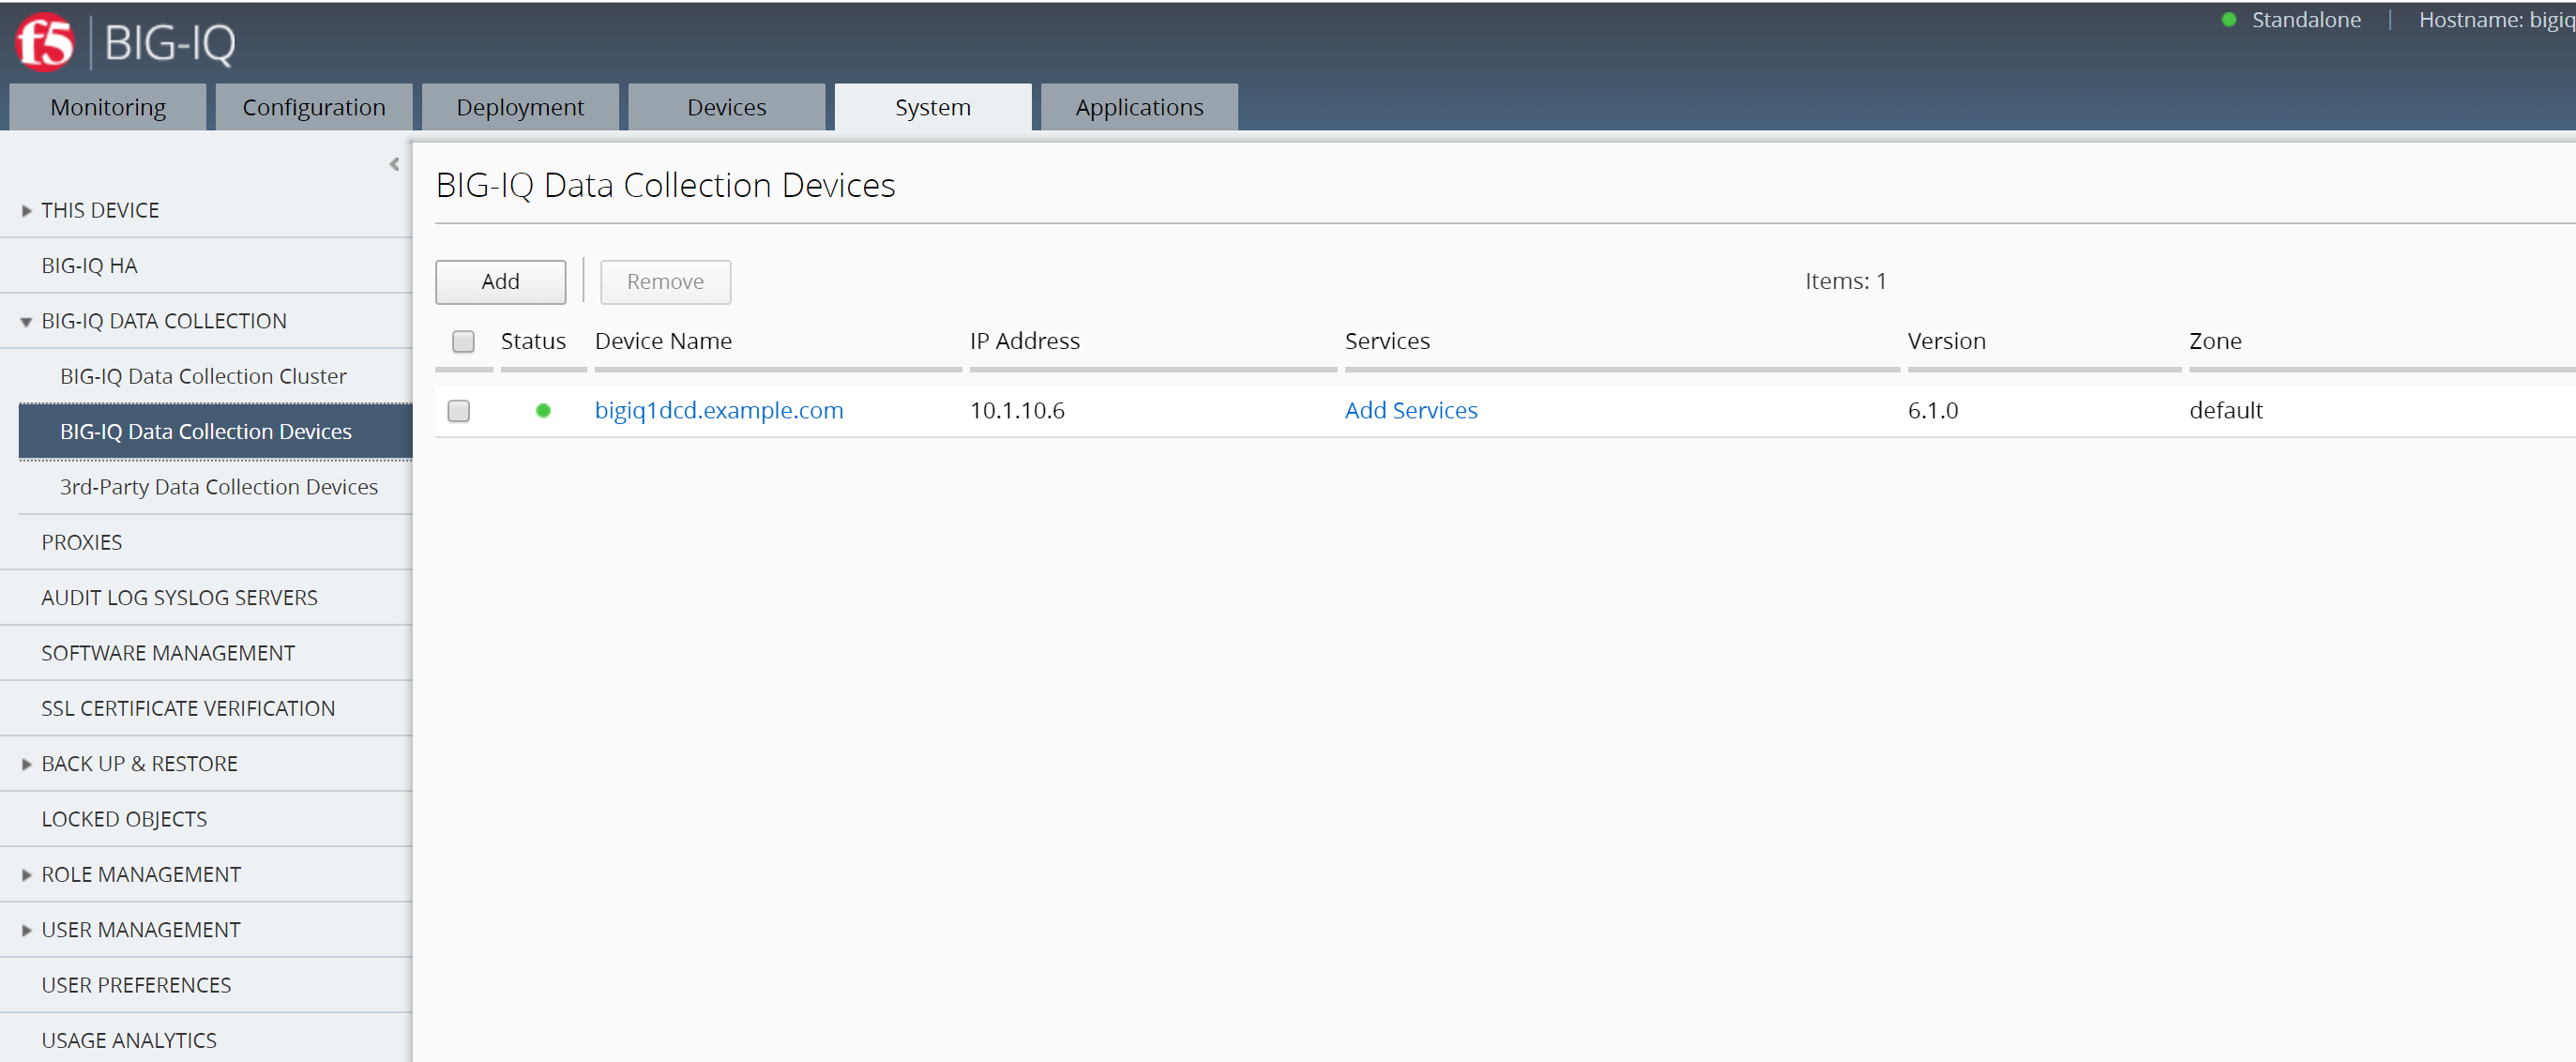 f5 BIG-IQ
Standalone | Hostname: bigiq
Monitoring Configuration Deployment Devices System Applications
THIS DEVICE
BIG-IQ HA
BIG-IQ DATA COLLECTION
BIG-IQ Data Collection Cluster
BIG-IQ Data Collection Devices
3rd-Party Data Collection Devices
PROXIES
AUDIT LOG SYSLOG SERVERS
SOFTWARE MANAGEMENT
SSL CERTIFICATE VERIFICATION
BACK UP & RESTORE
LOCKED OBJECTS
ROLE MANAGEMENT
USER MANAGEMENT
USER PREFERENCES
USAGE ANALYTICS
BIG-IQ Data Collection Devices
Add Remove Items: 1
Status Device Name IP Address Services Version Zone
bigiq1dcd.example.com 10.1.10.6 Add Services 6.1.0 default